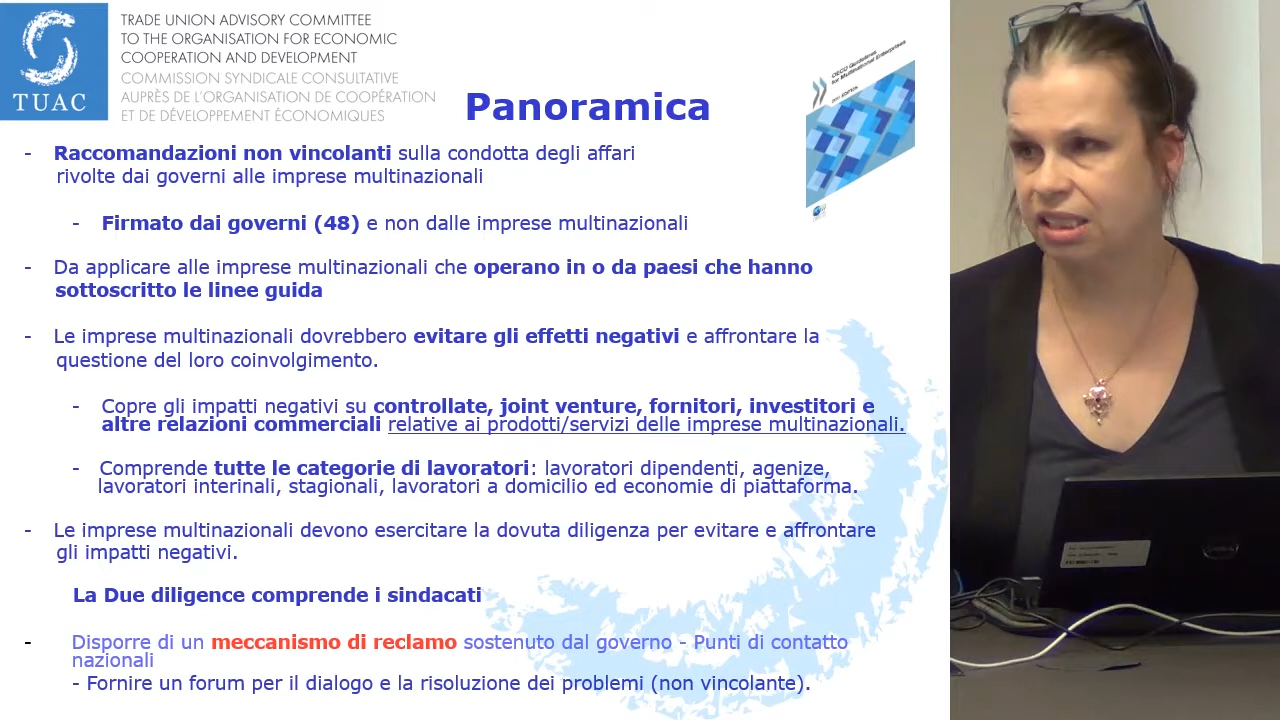 TUAC
TRADE UNION ADVISORY COMMITTEE
TO THE ORGANISATION FOR ECONOMIC
COOPERATION AND DEVELOPMENT
COMMISSION SYNDICALE CONSULTATIVE
AUPRÈS DE L'ORGANISATION DE COOPÉRATION
ET DE DÉVELOPPEMENT ÉCONOMIQUES
Panoramica
OECD Guidelines
for Multinational Enterprises
2011 EDITION
- Raccomandazioni non vincolanti sulla condotta degli affari
rivolte dai governi alle imprese multinazionali
- Firmato dai governi (48) e non dalle imprese multinazionali
- Da applicare alle imprese multinazionali che operano in o da paesi che hanno
sottoscritto le linee guida
- Le imprese multinazionali dovrebbero evitare gli effetti negativi e affrontare la
questione del loro coinvolgimento.
- Copre gli impatti negativi su controllate, joint venture, fornitori, investitori e
altre relazioni commerciali relative ai prodotti/servizi delle imprese multinazionali.
- Comprende tutte le categorie di lavoratori: lavoratori dipendenti, agenize,
lavoratori interinali, stagionali, lavoratori a domicilio ed economie di piattaforma.
- Le imprese multinazionali devono esercitare la dovuta diligenza per evitare e affrontare
gli impatti negativi.
La Due diligence comprende i sindacati
- Disporre di un meccanismo di reclamo sostenuto dal governo - Punti di contatto
nazionali
- Fornire un forum per il dialogo e la risoluzione dei problemi (non vincolante).
DELL